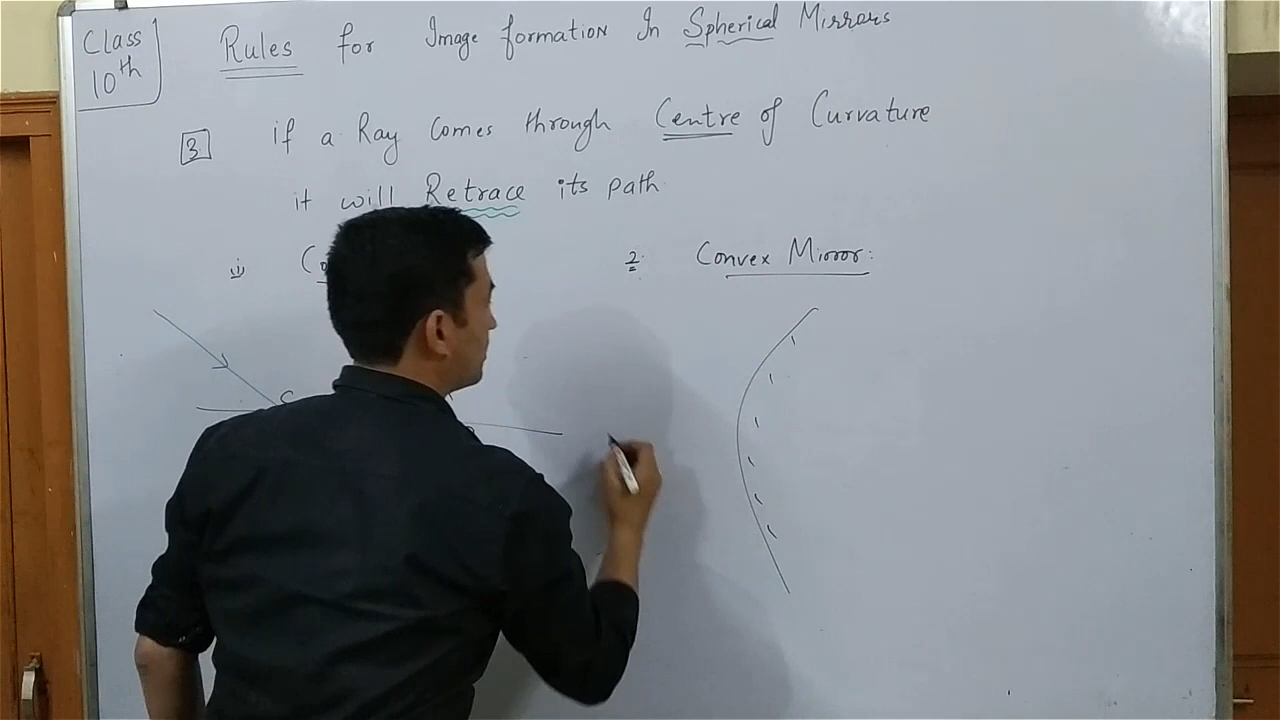 Class
10th
Rules for Image formation In Spherical Mirrors
3 if a Ray Comes through Centre of Curvature
it will Retrace its path
2: Convex Mirror:
C